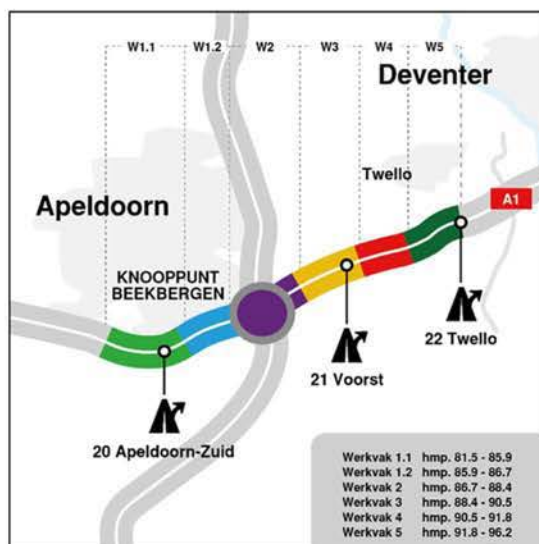 W1.1 W1.2 W2 W3 W4 W5
Deventer
Twello
A1
Apeldoorn
KNOOPPUNT
BEEKBERGEN
22 Twello
21 Voorst
20 Apeldoorn-Zuid
Werkvak 1.1 hmp. 81.5 - 85.9
Werkvak 1.2 hmp. 85.9 - 86.7
Werkvak 2 hmp. 86.7 - 88.4
Werkvak 3 hmp. 88.4 - 90.5
Werkvak 4 hmp. 90.5 - 91.8
Werkvak 5 hmp. 91.8 - 96.2